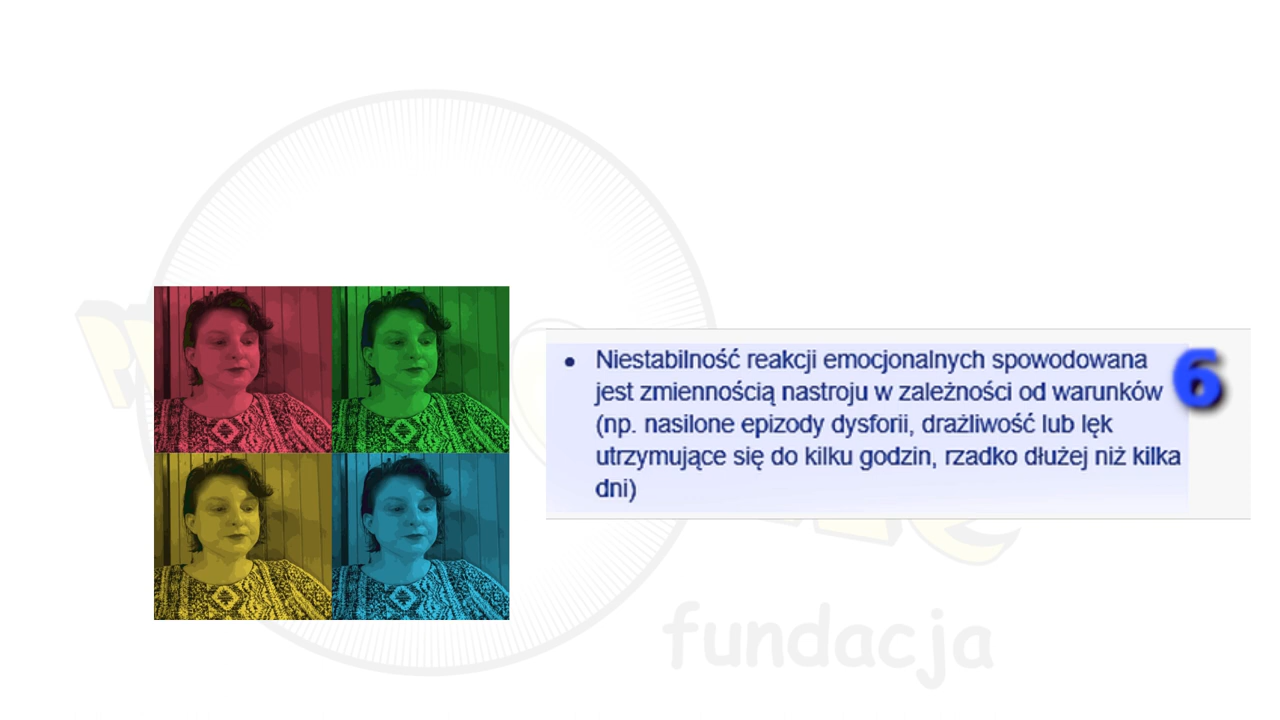 • Niestabilność reakcji emocjonalnych spowodowana
jest zmiennością nastroju w zależności od warunków
(np. nasilone epizody dysforii, drażliwość lub lęk
utrzymujące się do kilku godzin, rzadko dłużej niż kilka
dni)
6
fundacja